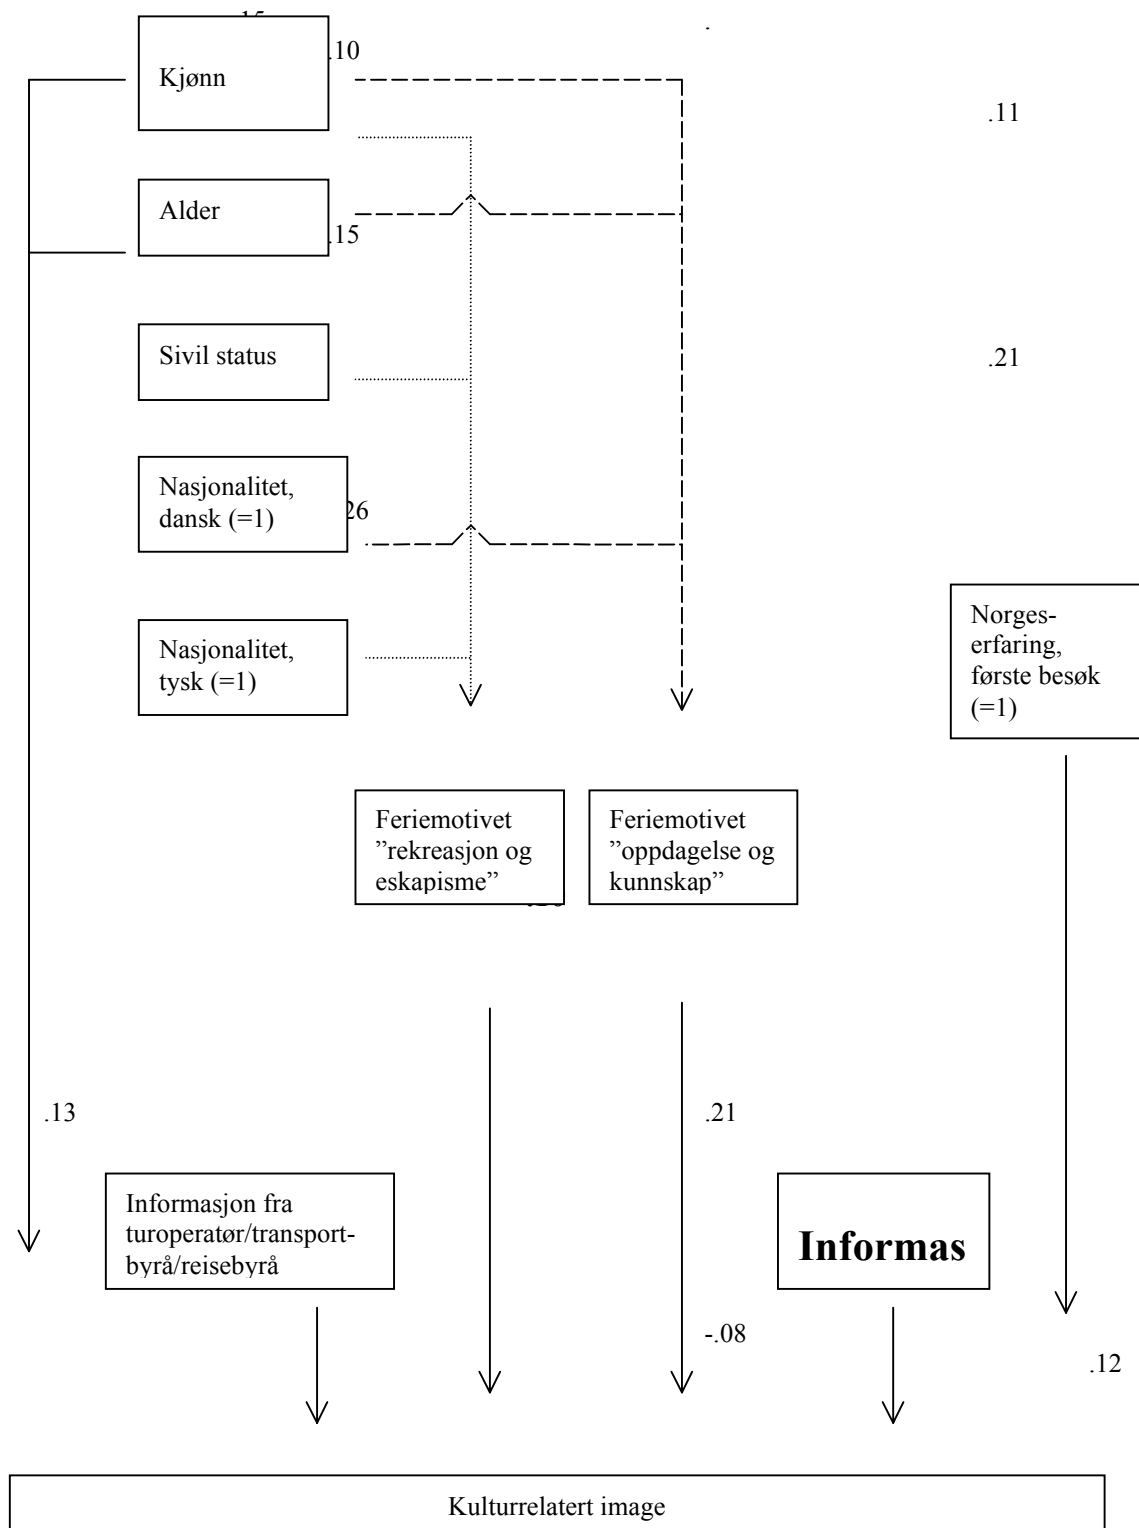 .10
Kjønn
.11
Alder
.15
Sivil status
.21
Nasjonalitet,
dansk (=1)
26
Norges-
erfaring,
første besøk
(=1)
Nasjonalitet,
tysk (=1)
Feriemotivet
”rekreasjon og
eskapisme”
Feriemotivet
”oppdagelse og
kunnskap”
.13
.21
Informasjon fra
turoperatør/transport-
byrå/reisebyrå
Informas
-.08
.12
Kulturrelatert image